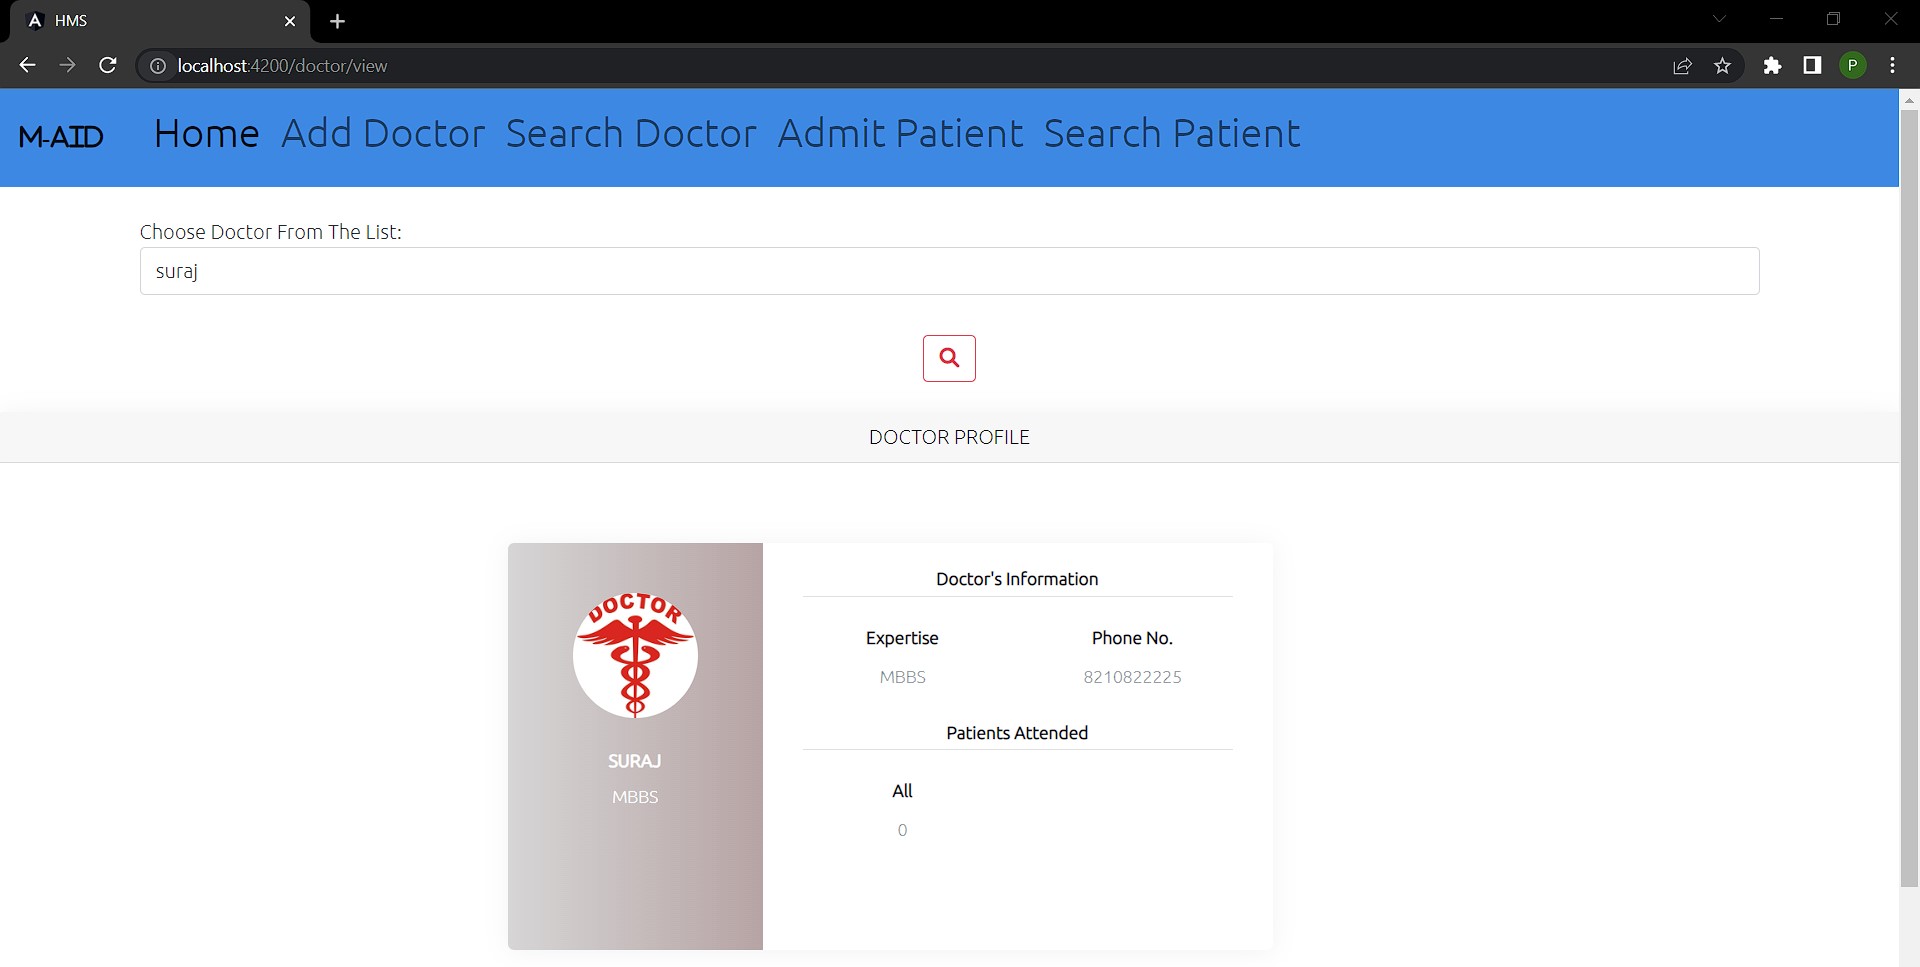 HMS
localhost:4200/doctor/view
P
M-AID Home Add Doctor Search Doctor Admit Patient Search Patient
Choose Doctor From The List:
suraj
DOCTOR PROFILE
DOCTOR
SURAJ
MBBS
Doctor's Information
Expertise Phone No.
MBBS 8210822225
Patients Attended
All
0